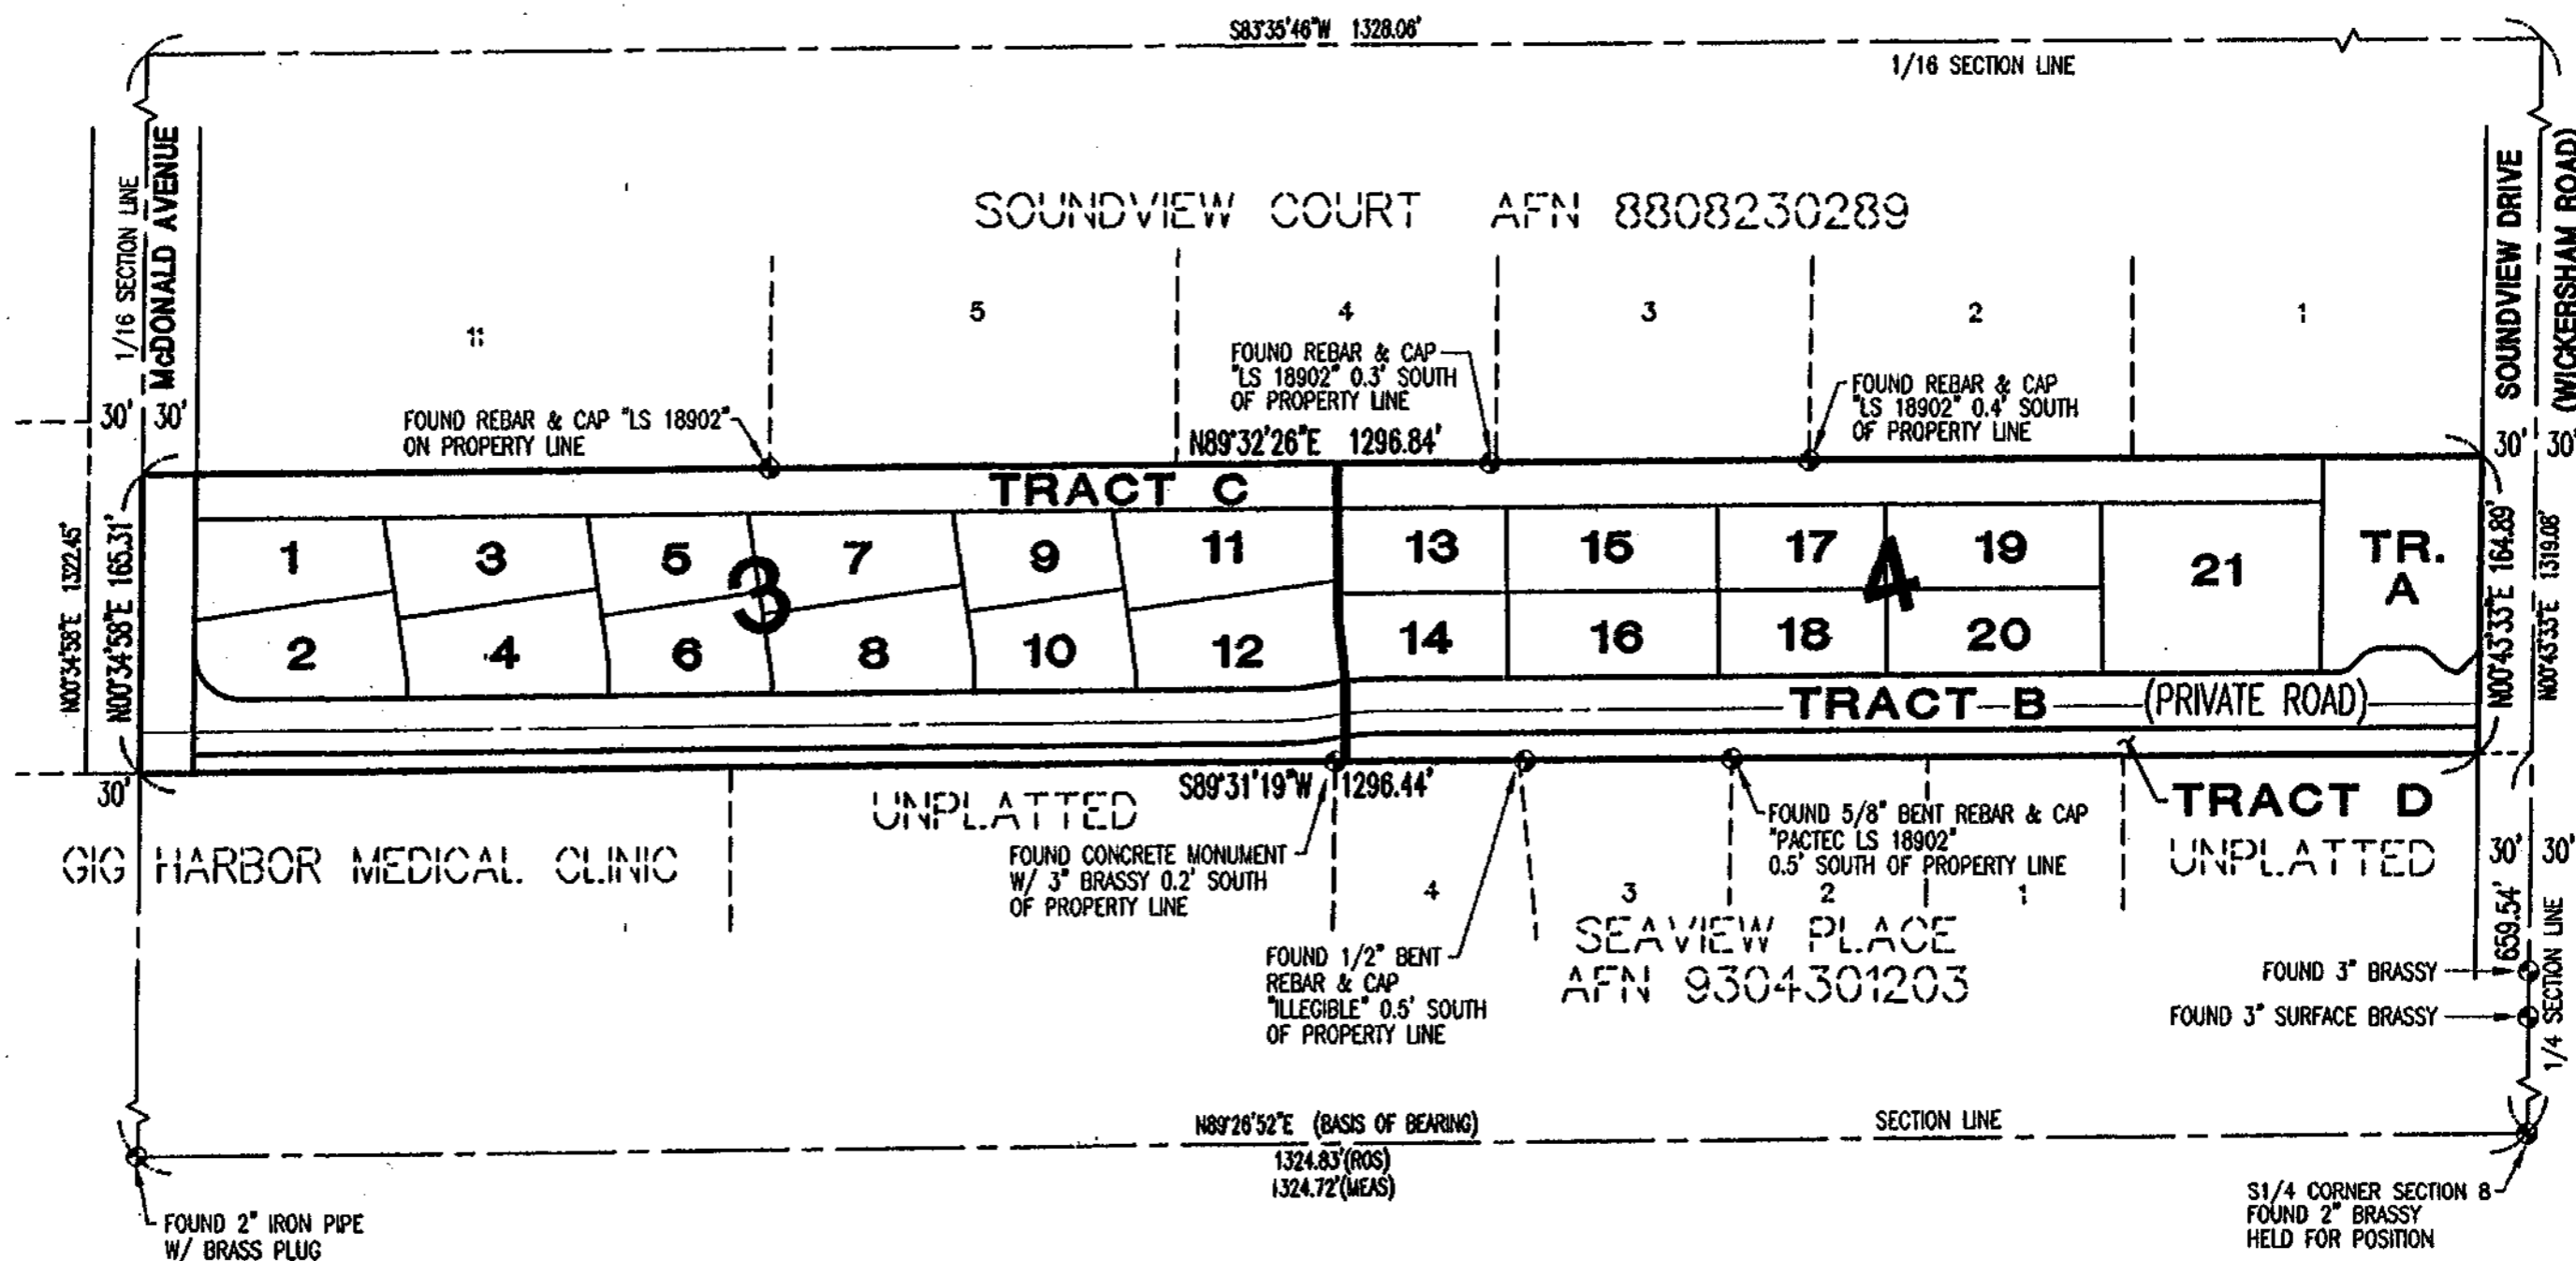 S83°35'46"W 1328.06'
1/16 SECTION LINE
1/16 SECTION LINE
McDONALD AVENUE
SOUNDVIEW DRIVE
(WICKERSHAM ROAD)
SOUNDVIEW COURT AFN 8808230289
11
5
4
3
2
1
FOUND REBAR & CAP "LS 18902"
ON PROPERTY LINE
FOUND REBAR & CAP
"LS 18902" 0.3' SOUTH
OF PROPERTY LINE
FOUND REBAR & CAP
"LS 18902" 0.4' SOUTH
OF PROPERTY LINE
30' 30'
30' 30'
N89°32'26"E 1296.84'
TRACT C
N00°34'58"E 1322.45'
N00°34'58"E 165.31'
1
3
5
7
9
11
13
15
17
19
21
TR.
A
3
4
2
4
6
8
10
12
14
16
18
20
N00°43'33"E 164.89'
N00°43'33"E 1319.08'
TRACT B (PRIVATE ROAD)
30'
S89°31'19"W 1296.44'
UNPLATTED
GIG HARBOR MEDICAL CLINIC
FOUND CONCRETE MONUMENT
W/ 3" BRASSY 0.2' SOUTH
OF PROPERTY LINE
FOUND 5/8" BENT REBAR & CAP
"PACTEC LS 18902"
0.5' SOUTH OF PROPERTY LINE
TRACT D
UNPLATTED
30' 30'
4
3
2
1
SEAVIEW PLACE
AFN 9304301203
FOUND 1/2" BENT
REBAR & CAP
"ILLEGIBLE" 0.5' SOUTH
OF PROPERTY LINE
659.54'
1/4 SECTION LINE
FOUND 3" BRASSY
FOUND 3" SURFACE BRASSY
N89°26'52"E (BASIS OF BEARING)
SECTION LINE
1324.83'(ROS)
1324.72'(MEAS)
FOUND 2" IRON PIPE
W/ BRASS PLUG
S1/4 CORNER SECTION 8
FOUND 2" BRASSY
HELD FOR POSITION